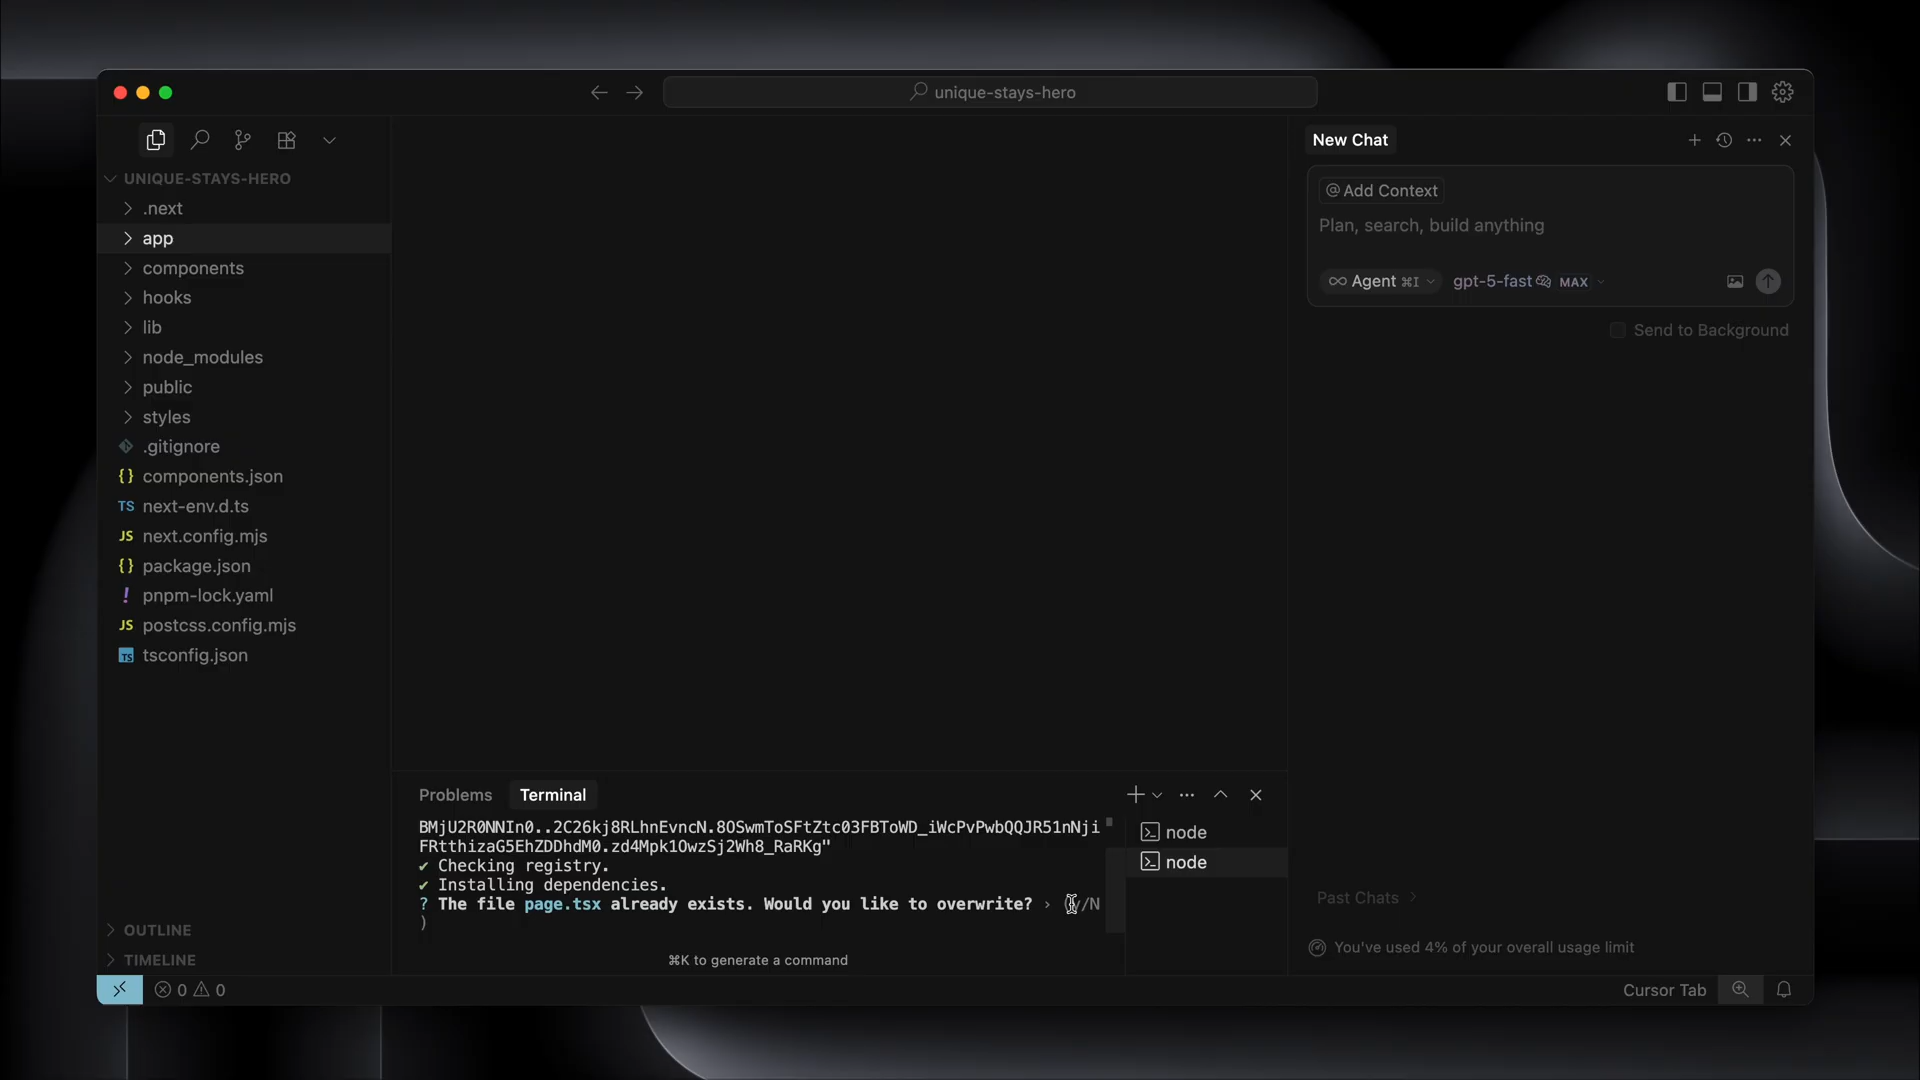 unique-stays-hero
UNIQUE-STAYS-HERO
.next
app
components
hooks
lib
node_modules
public
styles
.gitignore
{} components.json
TS next-env.d.ts
JS next.config.mjs
{} package.json
! pnpm-lock.yaml
JS postcss.config.mjs
TS tsconfig.json
OUTLINE
TIMELINE
Problems Terminal
BMjU2R0NNIn0..2C26kj8RLhnEvncN.8OSwmToSFtZtc03FBToWD_iWcPvPwbQQJR51nNji
FRtthizaG5EhZDDhdM0.zd4Mpk1OwzSj2Wh8_RaRKg"
✔ Checking registry.
✔ Installing dependencies.
? The file page.tsx already exists. Would you like to overwrite? › (y/N
)
⌘K to generate a command
node
node
New Chat
@ Add Context
Plan, search, build anything
∞ Agent ⌘I gpt-5-fast MAX
Send to Background
Past Chats >
You've used 4% of your overall usage limit
0 0
Cursor Tab